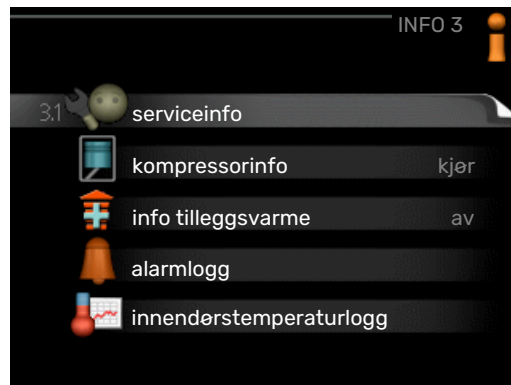 INFO 3
3.1 serviceinfo
kompressorinfo kjør
info tilleggsvarme av
alarmlogg
innendørstemperaturlogg